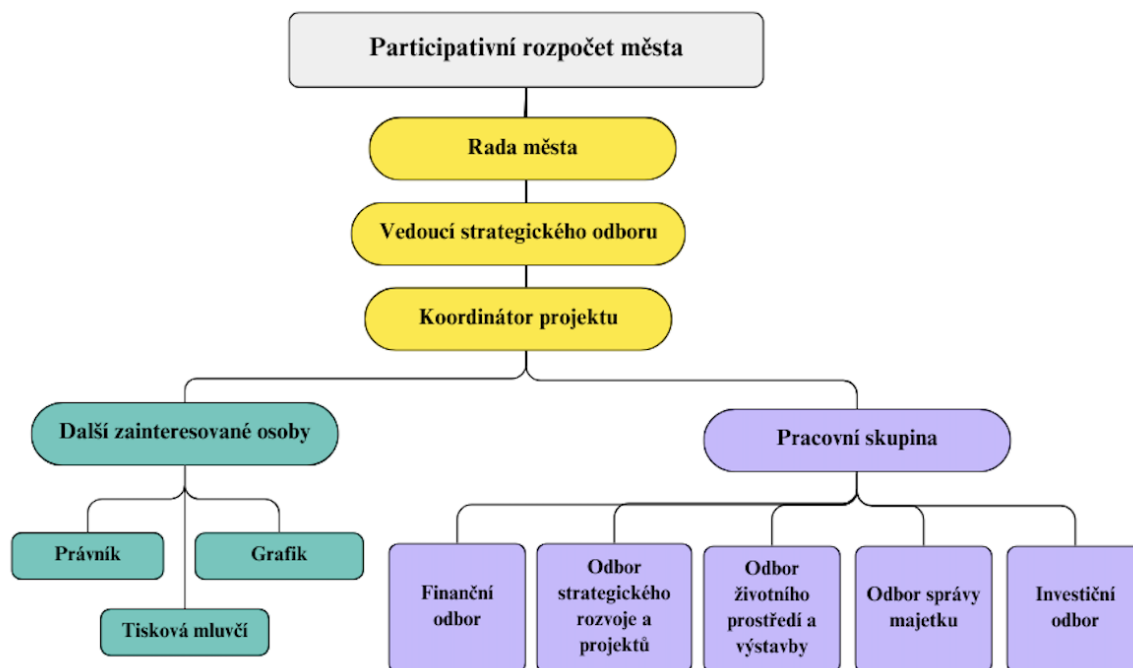 Participativní rozpočet města
Rada města
Vedoucí strategického odboru
Koordinátor projektu
Další zainteresované osoby
Pracovní skupina
Právník
Grafik
Tisková mluvčí
Finanční
odbor
Odbor
strategického
rozvoje a
projektů
Odbor
životního
prostředí a
výstavby
Odbor správy
majetku
Investiční
odbor